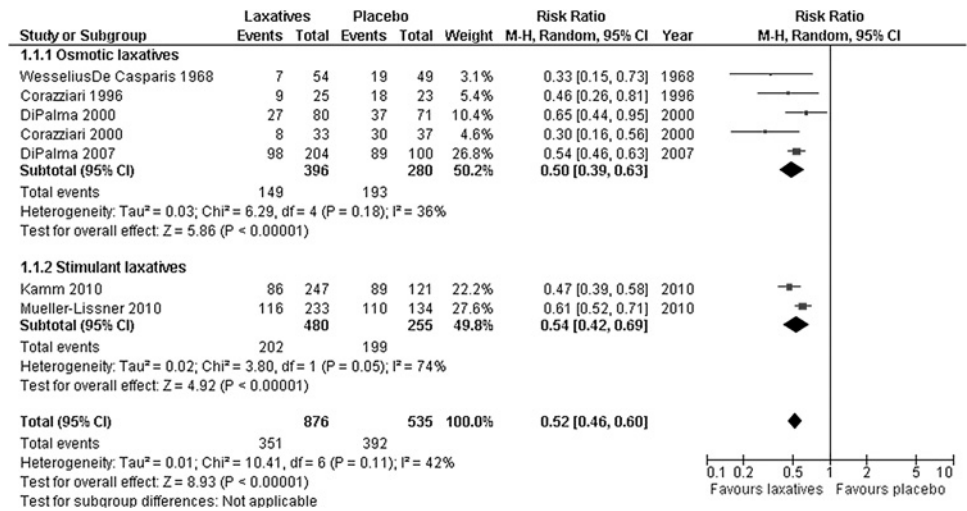 Laxatives Placebo Risk Ratio Risk Ratio
Study or Subgroup Events Total Events Total Weight M-H, Random, 95% CI Year M-H, Random, 95% CI
1.1.1 Osmotic laxatives
WesseliusDe Casparis 1968 7 54 19 49 3.1% 0.33 [0.15, 0.73] 1968
Corazziari 1996 9 25 18 23 5.4% 0.46 [0.26, 0.81] 1996
DiPalma 2000 27 80 37 71 10.4% 0.65 [0.44, 0.95] 2000
Corazziari 2000 8 33 30 37 4.6% 0.30 [0.16, 0.56] 2000
DiPalma 2007 98 204 89 100 26.8% 0.54 [0.46, 0.63] 2007
Subtotal (95% CI) 396 280 50.2% 0.50 [0.39, 0.63]
Total events 149 193
Heterogeneity: Tau² = 0.03; Chi² = 6.29, df = 4 (P = 0.18); I² = 36%
Test for overall effect: Z = 5.86 (P < 0.00001)
1.1.2 Stimulant laxatives
Kamm 2010 86 247 89 121 22.2% 0.47 [0.39, 0.58] 2010
Mueller-Lissner 2010 116 233 110 134 27.6% 0.61 [0.52, 0.71] 2010
Subtotal (95% CI) 480 255 49.8% 0.54 [0.42, 0.69]
Total events 202 199
Heterogeneity: Tau² = 0.02; Chi² = 3.80, df = 1 (P = 0.05); I² = 74%
Test for overall effect: Z = 4.92 (P < 0.00001)
Total (95% CI) 876 535 100.0% 0.52 [0.46, 0.60]
Total events 351 392
Heterogeneity: Tau² = 0.01; Chi² = 10.41, df = 6 (P = 0.11); I² = 42%
Test for overall effect: Z = 8.93 (P < 0.00001)
Test for subgroup differences: Not applicable
0.1 0.2 0.5 1 2 5 10
Favours laxatives Favours placebo